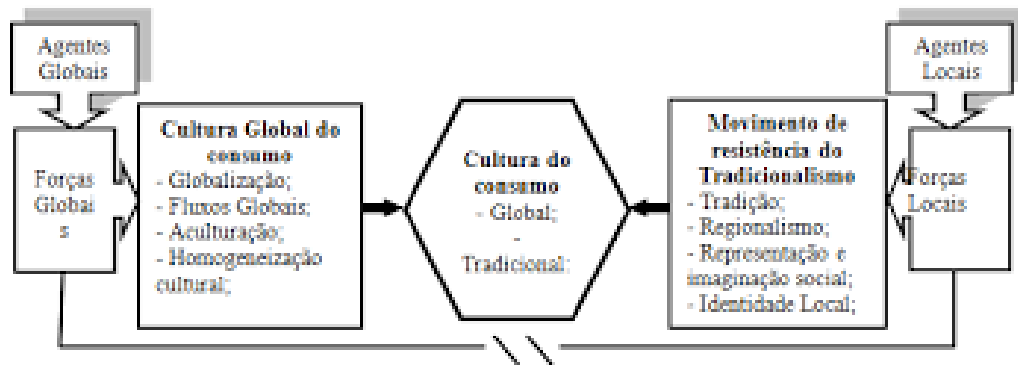 Agentes
Globais
Forças
Globai
s
Cultura Global do
consumo
- Globalização;
- Fluxos Globais;
- Aculturação;
- Homogeneização
cultural;
Cultura do
consumo
- Global;
-
Tradicional;
Movimento de
resistência do
Tradicionalismo
- Tradição;
- Regionalismo;
- Representação e
imaginação social;
- Identidade Local;
Agentes
Locais
Forças
Locais